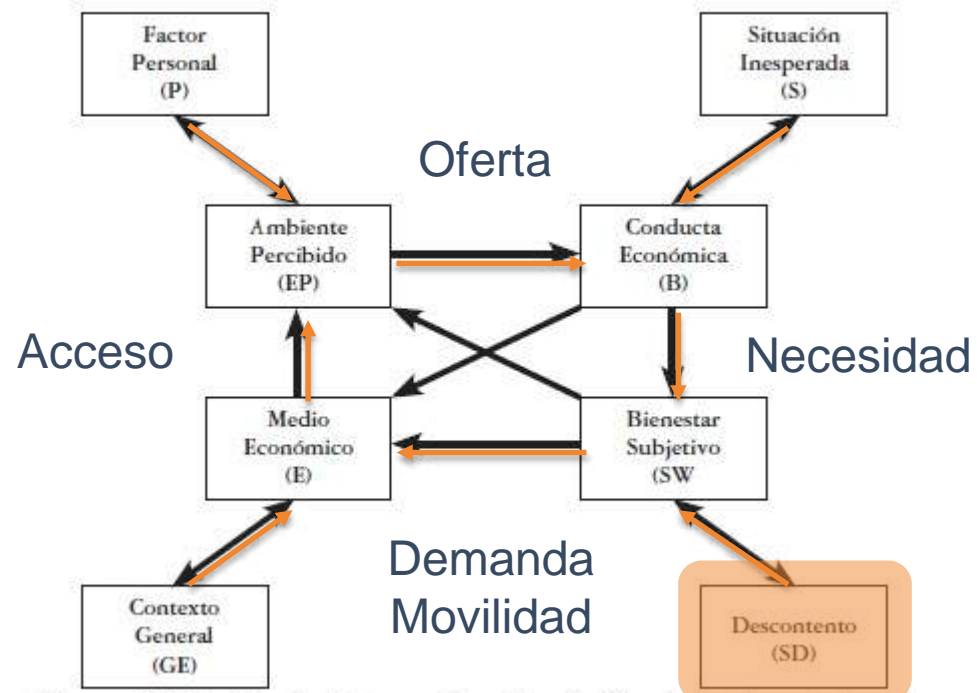 Factor
Personal
(P)
Situación
Inesperada
(S)
Oferta
Ambiente
Percibido
(EP)
Conducta
Económica
(B)
Acceso
Necesidad
Medio
Económico
(E)
Bienestar
Subjetivo
(SW
Demanda
Movilidad
Contexto
General
(GE)
Descontento
(SD)